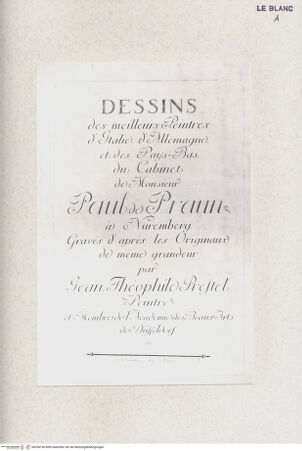 LE BLANC
A
DESSINS
des meilleurs Peintres
d'Italie, d'Allemagne
et des Pays-Bas,
du Cabinet
de Monsieur
Paul de Praun
à Nuremberg
Gravés d'après les Originaux
de meme grandeur
par
Jean Théophile Prestel
Peintre
et Membre de l'Academie des Beaux-Arts
de Düsseldorf.